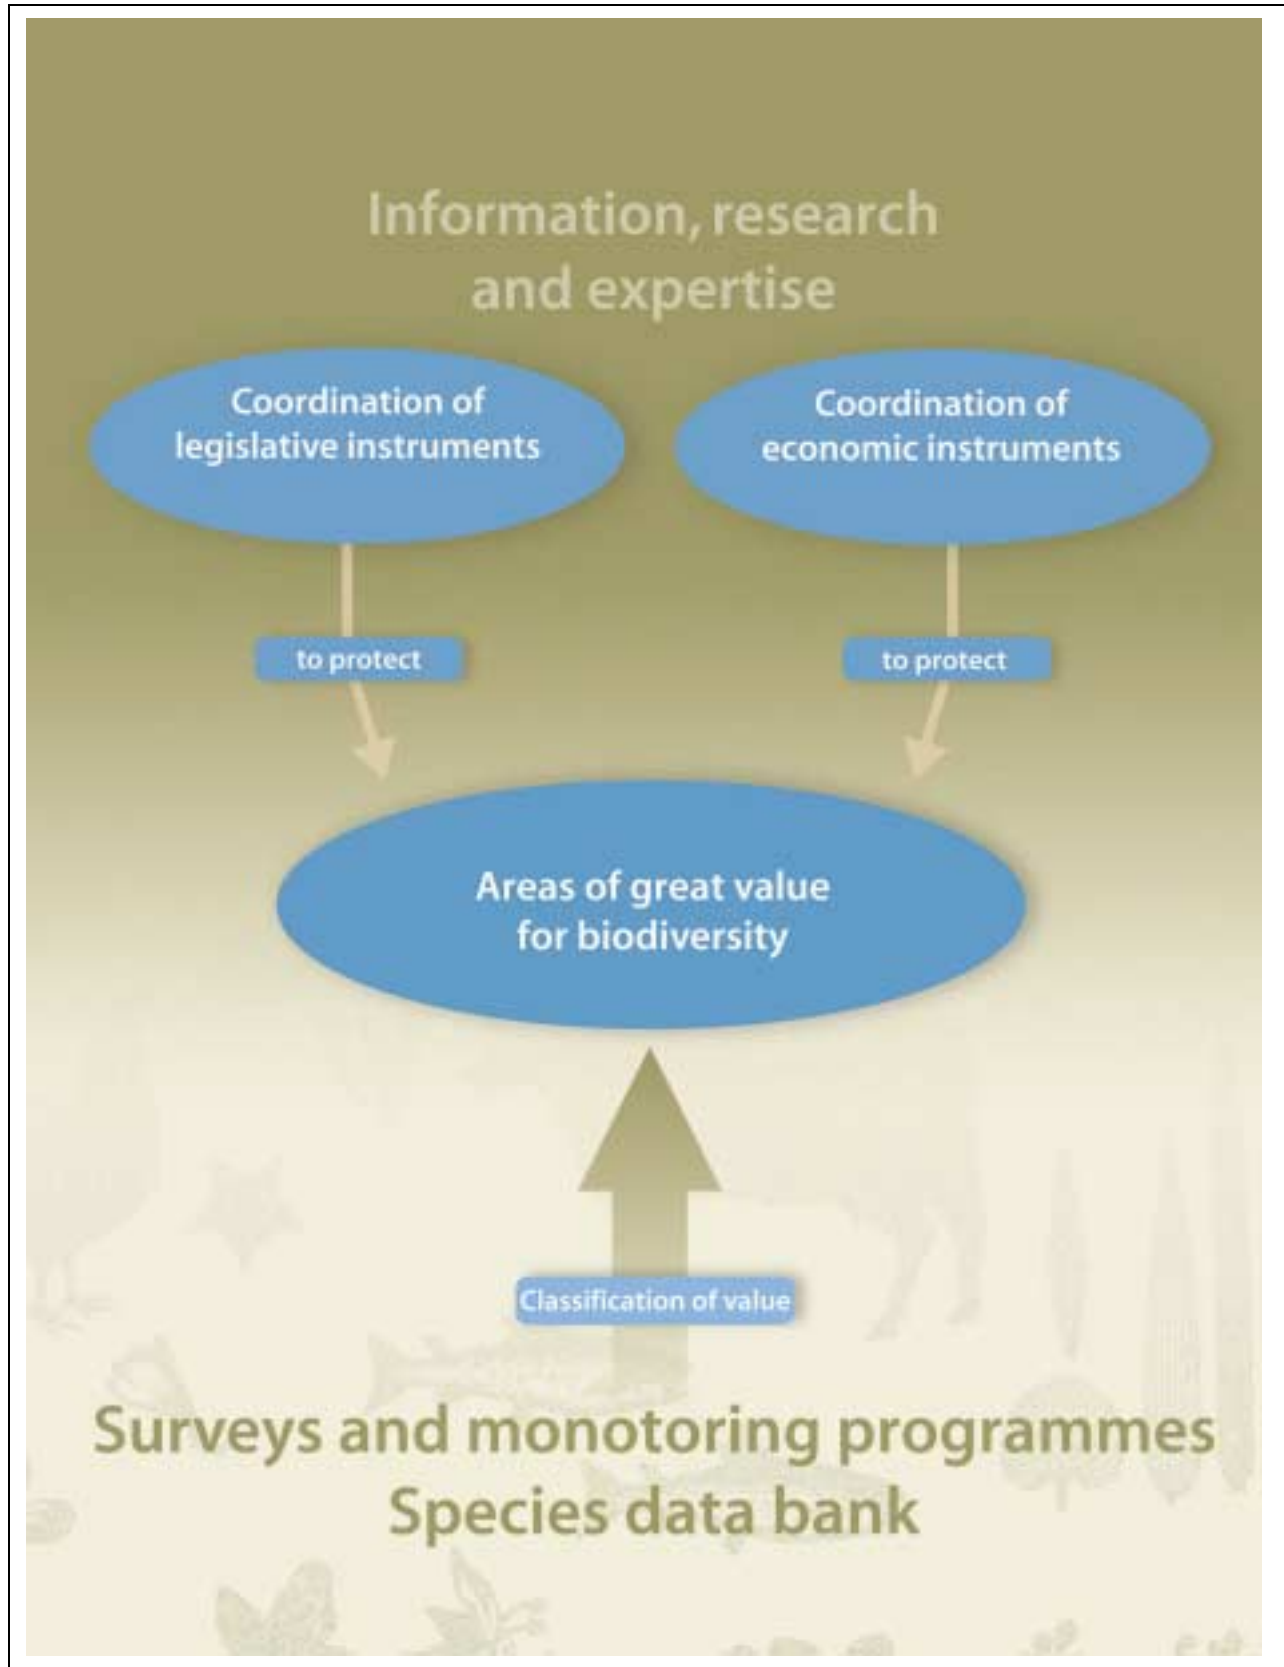 Information, research
and expertise
Coordination of
legislative instruments
Coordination of
economic instruments
to protect
to protect
Areas of great value
for biodiversity
Classification of value
Surveys and monotoring programmes
Species data bank